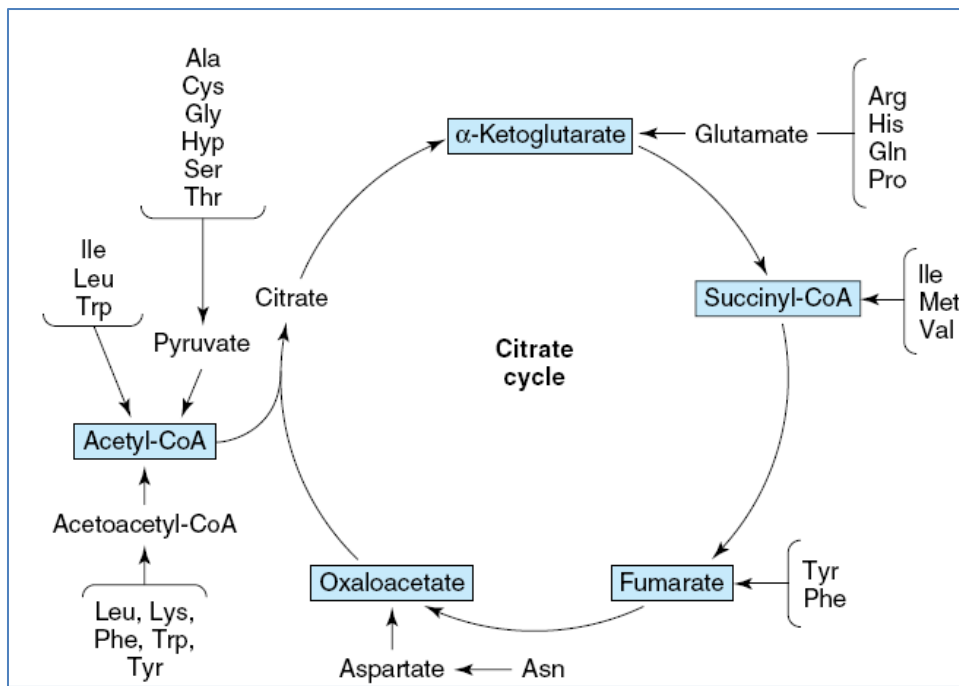 Ala
Cys
Gly
Hyp
Ser
Thr
Ile
Leu
Trp
Pyruvate
Acetyl-CoA
Acetoacetyl-CoA
Leu, Lys,
Phe, Trp,
Tyr
Citrate
α-Ketoglutarate
Glutamate
Arg
His
Gln
Pro
Succinyl-CoA
Ile
Met
Val
Citrate
cycle
Fumarate
Tyr
Phe
Oxaloacetate
Aspartate
Asn